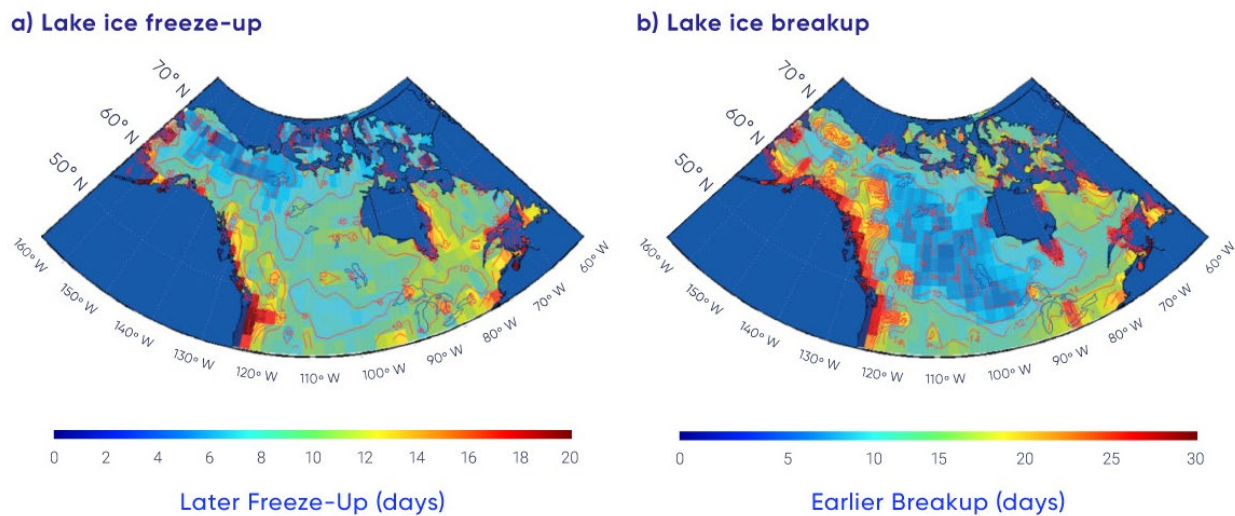 a) Lake ice freeze-up
70° N
60° N
50° N
160° W
150° W
140° W
130° W
120° W
110° W
100° W
90° W
80° W
70° W
60° W
0 2 4 6 8 10 12 14 16 18 20
Later Freeze-Up (days)
b) Lake ice breakup
70° N
60° N
50° N
160° W
150° W
140° W
130° W
120° W
110° W
100° W
90° W
80° W
70° W
60° W
0 5 10 15 20 25 30
Earlier Breakup (days)